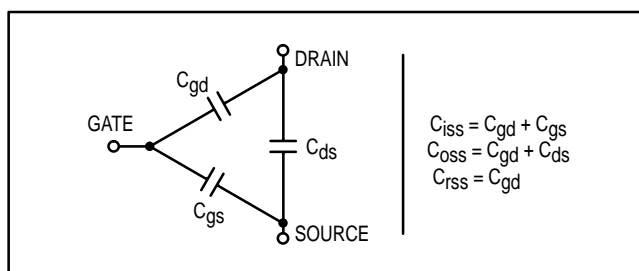 DRAIN
Cgd
GATE
Cds
Cgs
SOURCE
Ciss = Cgd + Cgs
Coss = Cgd + Cds
Crss = Cgd